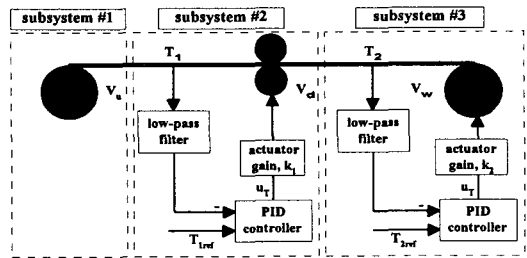 subsystem #1
subsystem #2
subsystem #3
T1
T2
Vu
Vd
Vw
low-pass
filter
actuator
gain, k1
uT
-
PID
controller
T1ref
low-pass
filter
actuator
gain, k2
uT
-
PID
controller
T2ref